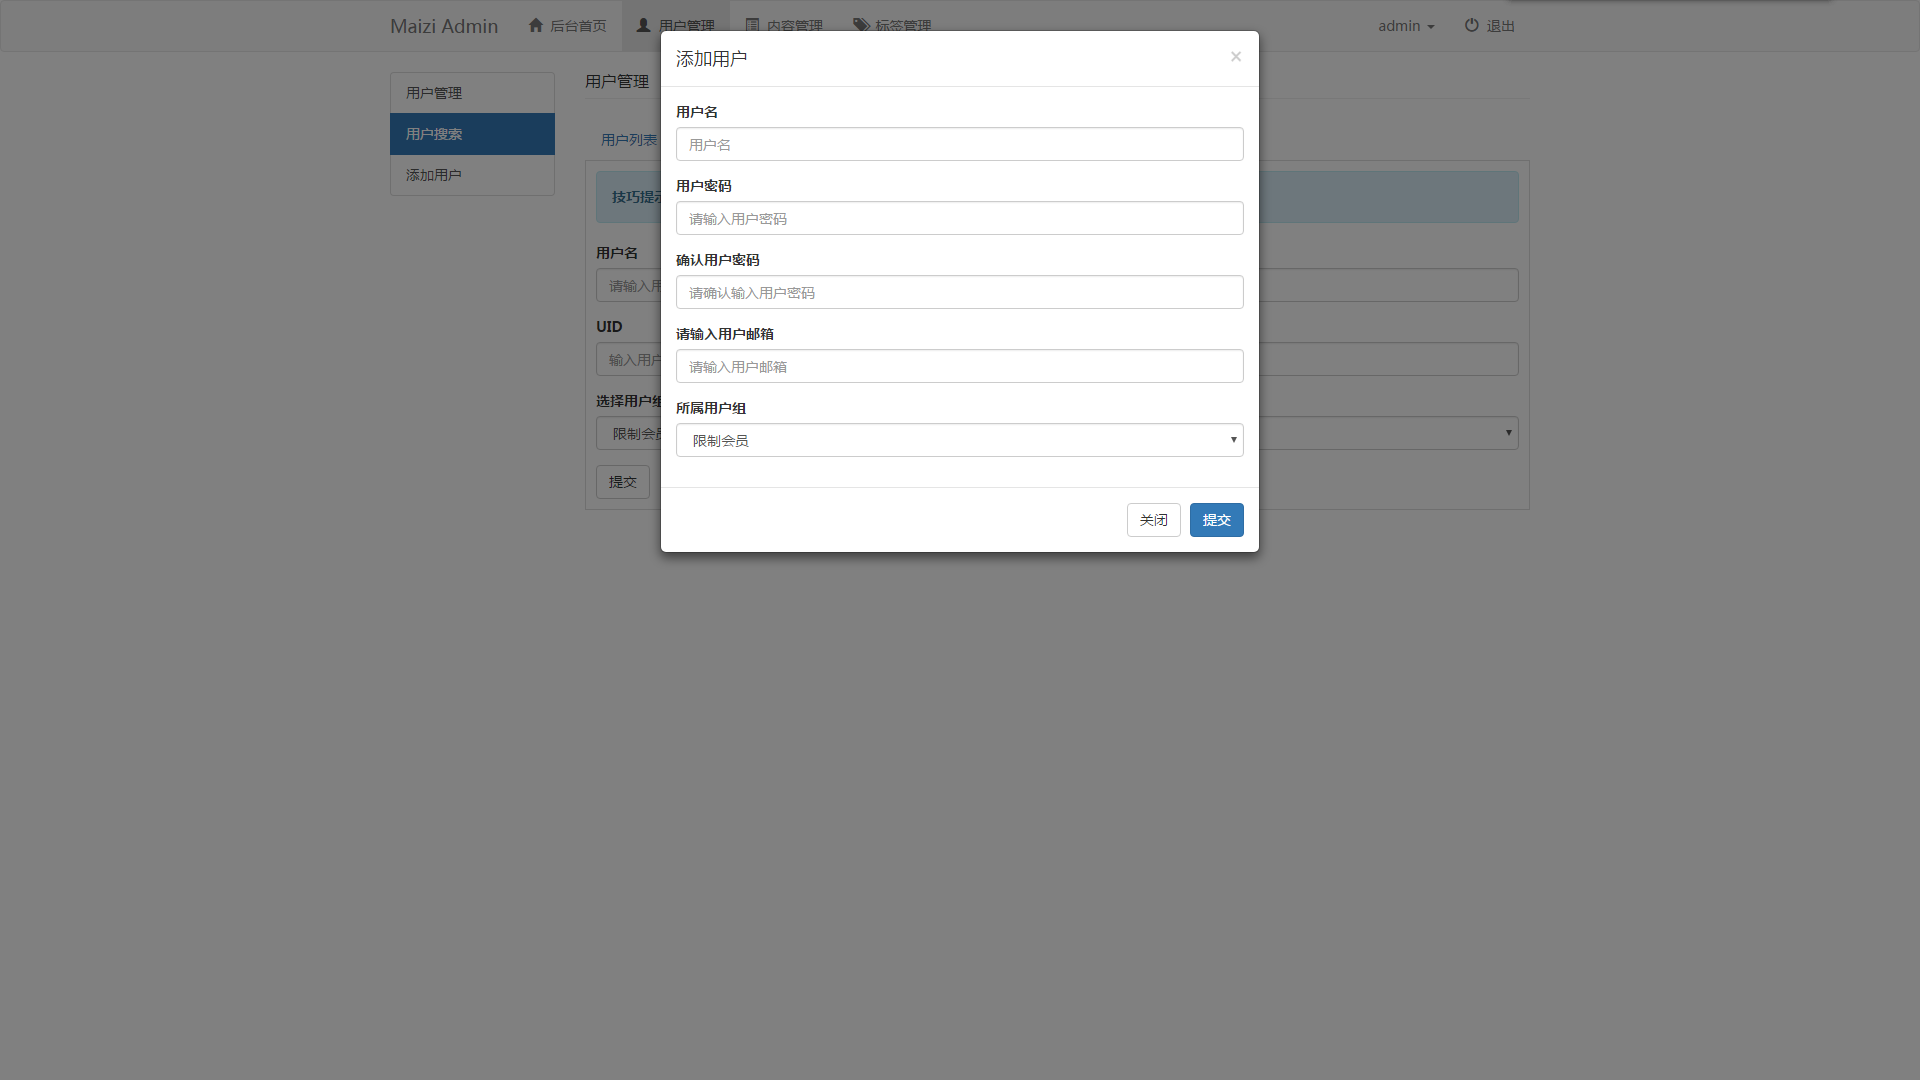 Maizi Admin
后台首页
用户管理
内容管理
标签管理
admin
退出
用户管理
用户搜索
添加用户
用户管理
用户列表
技巧提
用户名
请输入用
UID
输入用户
选择用户
限制会
提交
添加用户
×
用户名
用户名
用户密码
请输入用户密码
确认用户密码
请确认输入用户密码
请输入用户邮箱
请输入用户邮箱
所属用户组
限制会员
关闭
提交